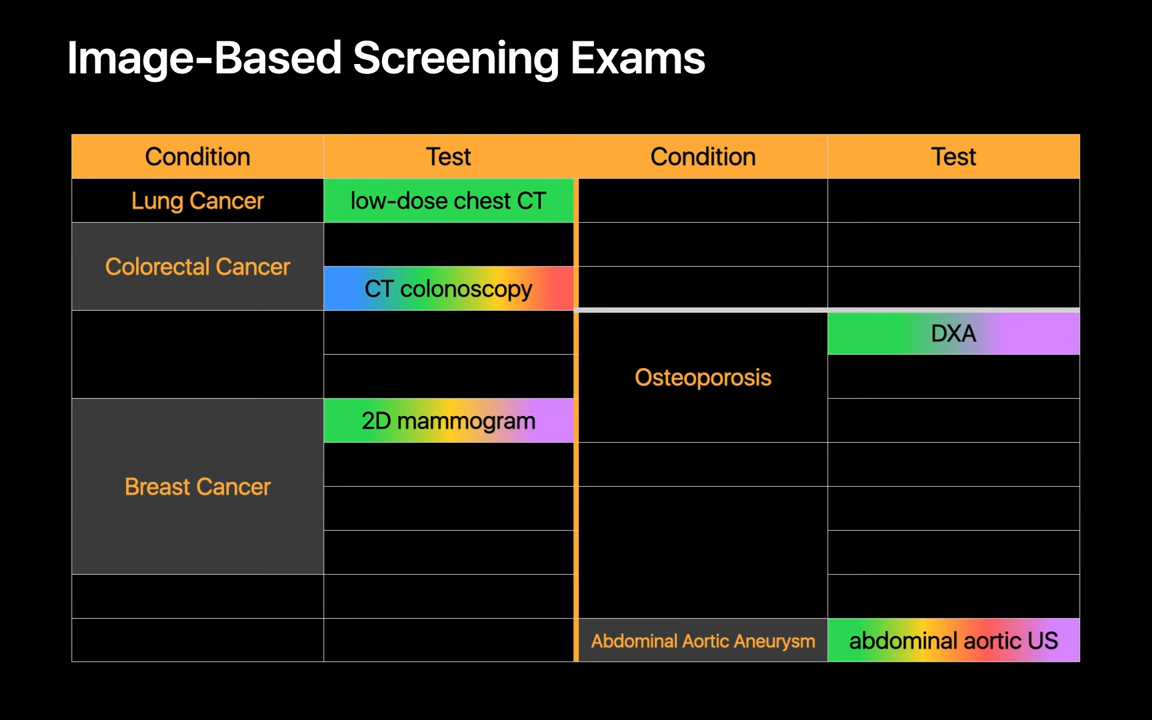 Image-Based Screening Exams
Condition Test Condition Test
Lung Cancer low-dose chest CT
Colorectal Cancer
CT colonoscopy
DXA
Osteoporosis
2D mammogram
Breast Cancer
Abdominal Aortic Aneurysm abdominal aortic US